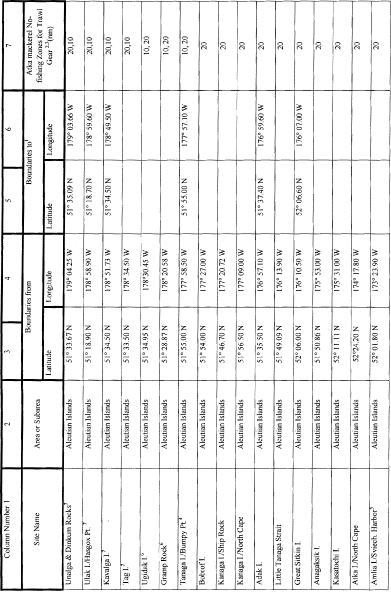 Column Number 1 2 3 4 5 6 7
Site Name Area or Subarea Boundaries from Boundaries to¹ Atka mackerel No-fishing Zones for Trawl Gear ²,³(nm)
Latitude Longitude Latitude Longitude
Unalga & Dinkum Rocks⁷ Aleutian Islands 51° 33.67 N 179° 04.25 W 51° 35.09 N 179° 03.66 W 20,10
Ulak I./Hasgox Pt. ⁷ Aleutian Islands 51° 18.90 N 178° 58.90 W 51° 18.70 N 178° 59.60 W 20,10
Kavalga I.⁷ Aleutian Islands 51° 34.50 N 178° 51.73 W 51° 34.50 N 178° 49.50 W 20,10
Tag I.⁷ Aleutian Islands 51° 33.50 N 178° 34.50 W 20,10
Ugidak I.⁶ Aleutian Islands 51° 34.95 N 178°30.45 W 10, 20
Gramp Rock⁶ Aleutian Islands 51° 28.87 N 178° 20.58 W 10, 20
Tanaga I./Bumpy Pt.⁴ Aleutian Islands 51° 55.00 N 177° 58.50 W 51° 55.00 N 177° 57.10 W 10, 20
Bobrof I. Aleutian Islands 51° 54.00 N 177° 27.00 W 20
Kanaga I./Ship Rock Aleutian Islands 51° 46.70 N 177° 20.72 W 20
Kanaga I./North Cape Aleutian Islands 51° 56.50 N 177° 09.00 W 20
Adak I. Aleutian Islands 51° 35.50 N 176° 57.10 W 51° 37.40 N 176° 59.60 W 20
Little Tanaga Strait Aleutian Islands 51° 49.09 N 176° 13.90 W 20
Great Sitkin I. Aleutian Islands 52° 06.00 N 176° 10.50 W 52° 06.60 N 176° 07.00 W 20
Anagaksik I. Aleutian Islands 51° 50.86 N 175° 53.00 W 20
Kasatochi I. Aleutian Islands 52° 11.11 N 175° 31.00 W 20
Atka I./North Cape Aleutian Islands 52°24.20 N 174° 17.80 W 20
Amlia I./Sviech. Harbor⁵ Aleutian Islands 52° 01.80 N 173° 23.90 W 20